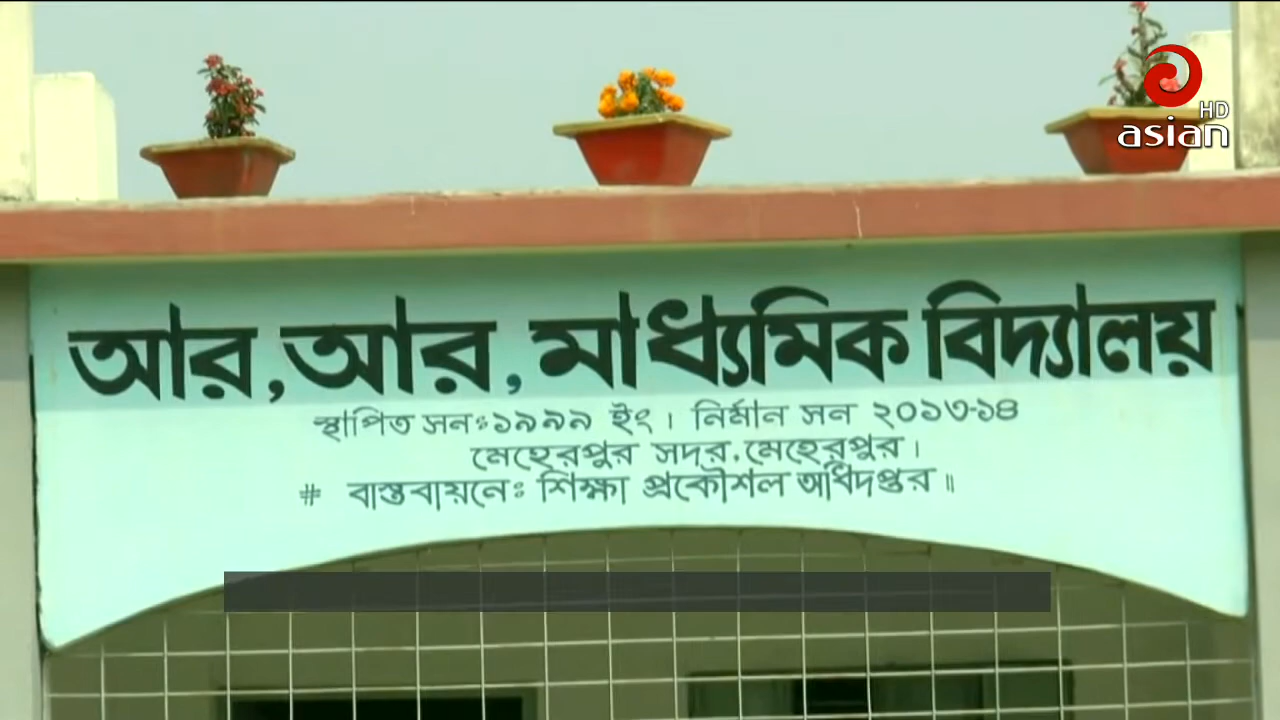 asian HD
আর, আর, মাধ্যমিক বিদ্যালয়
স্থাপিত সনঃ১৯৯৯ ইং। নির্মান সন ২০১৩-১৪
মেহেরপুর সদর, মেহেরপুর।
# বাস্তবায়নেঃ শিক্ষা প্রকৌশল অধিদপ্তর॥